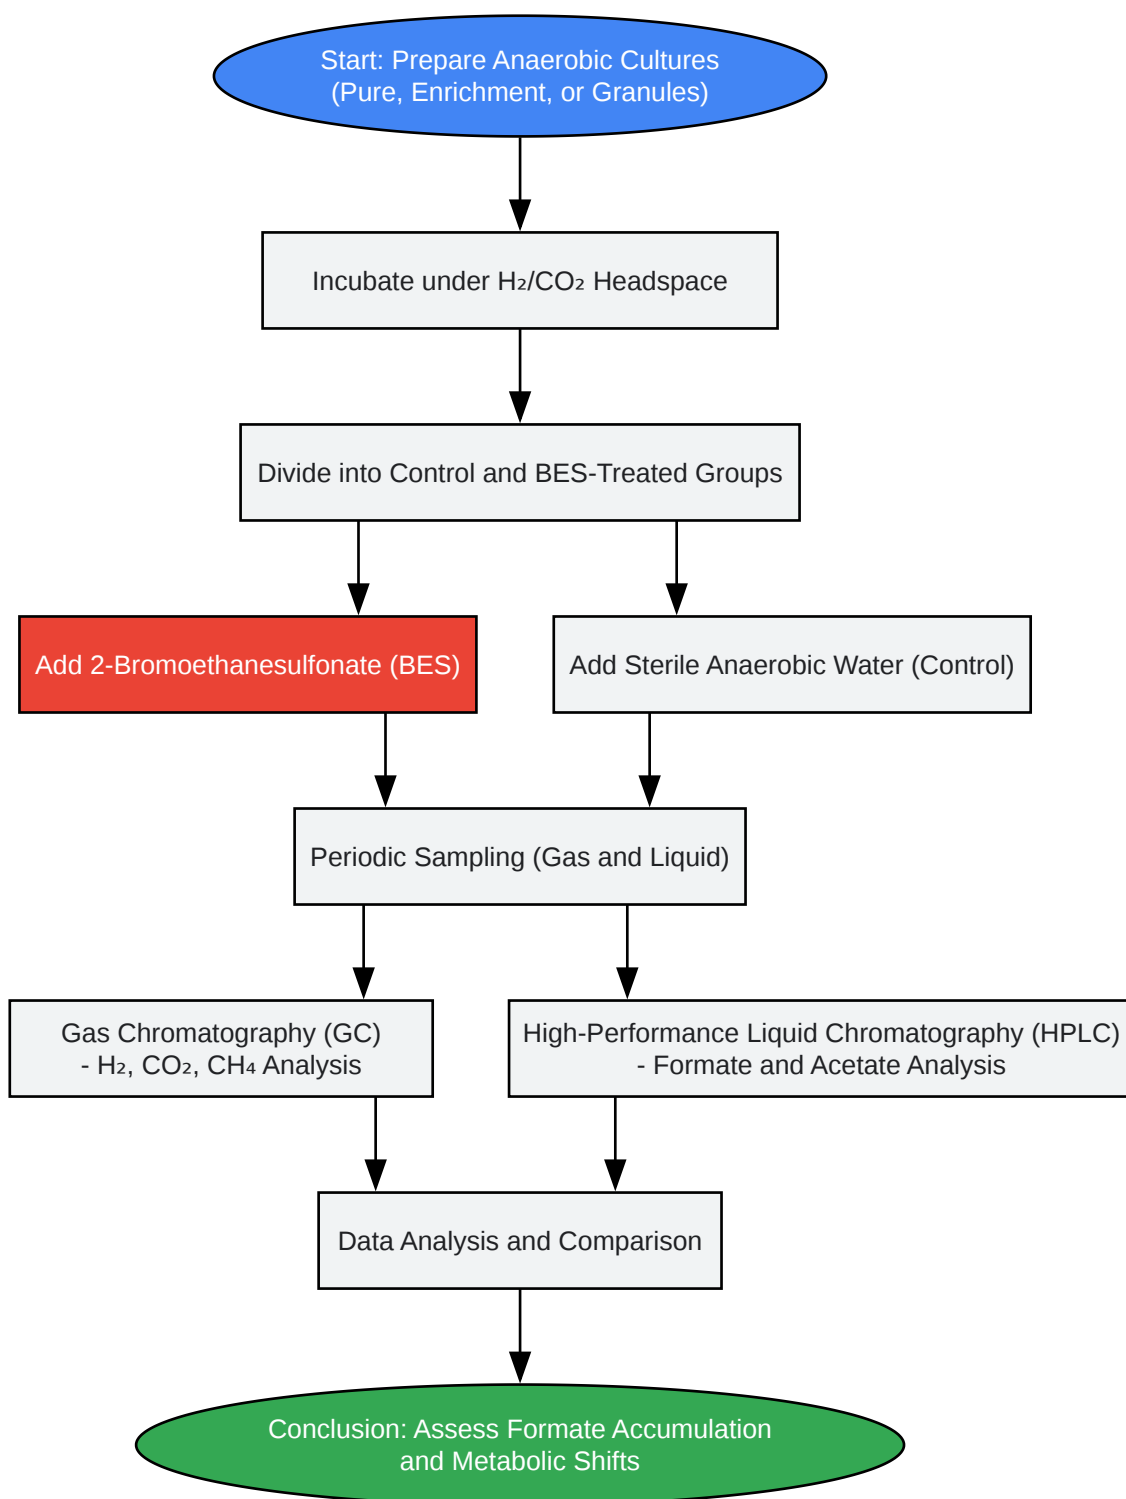 Start: Prepare Anaerobic Cultures
(Pure, Enrichment, or Granules)
Incubate under H₂/CO₂ Headspace
Divide into Control and BES-Treated Groups
Add 2-Bromoethanesulfonate (BES)
Add Sterile Anaerobic Water (Control)
Periodic Sampling (Gas and Liquid)
Gas Chromatography (GC)
- H₂, CO₂, CH₄ Analysis
High-Performance Liquid Chromatography (HPLC)
- Formate and Acetate Analysis
Data Analysis and Comparison
Conclusion: Assess Formate Accumulation
and Metabolic Shifts